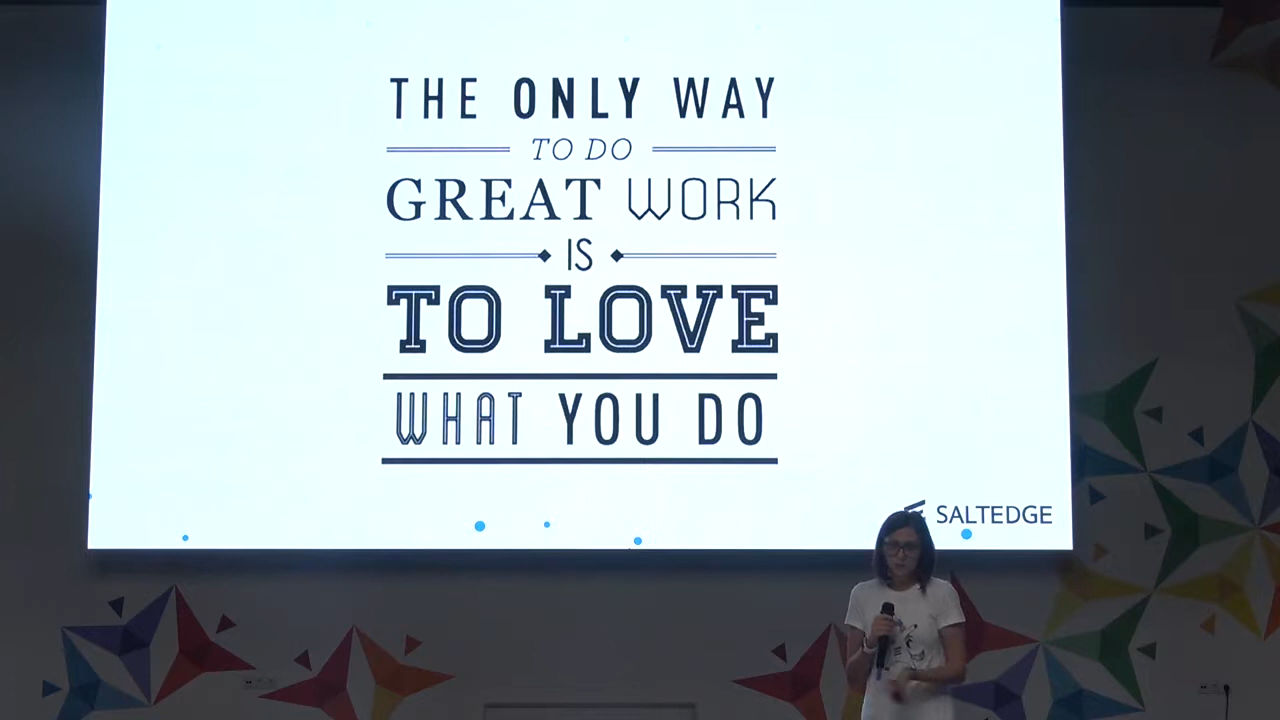 THE ONLY WAY
TO DO
GREAT WORK
IS
TO LOVE
WHAT YOU DO
SALTEDGE